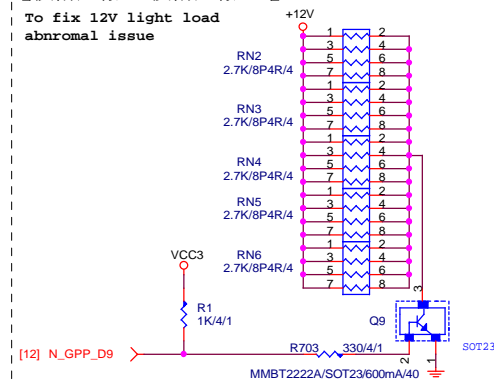 To fix 12V light load
abnromal issue
+12V
1 2
3 4
RN2
5 6
2.7K/8P4R/4
7 8
1 2
3 4
RN3
5 6
2.7K/8P4R/4
7 8
1 2
3 4
RN4
5 6
2.7K/8P4R/4
7 8
1 2
RN5
3 4
2.7K/8P4R/4
5 6
7 8
1 2
RN6
3 4
2.7K/8P4R/4
5 6
7 8
VCC3
R1
1K/4/1
3
Q9
SOT23
[12] N_GPP_D9
R703 330/4/1
2
1
MMBT2222A/SOT23/600mA/40